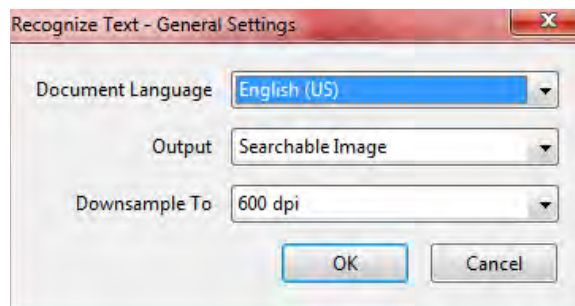 Recognize Text - General Settings
Document Language English (US)
Output Searchable Image
Downsample To 600 dpi
OK Cancel